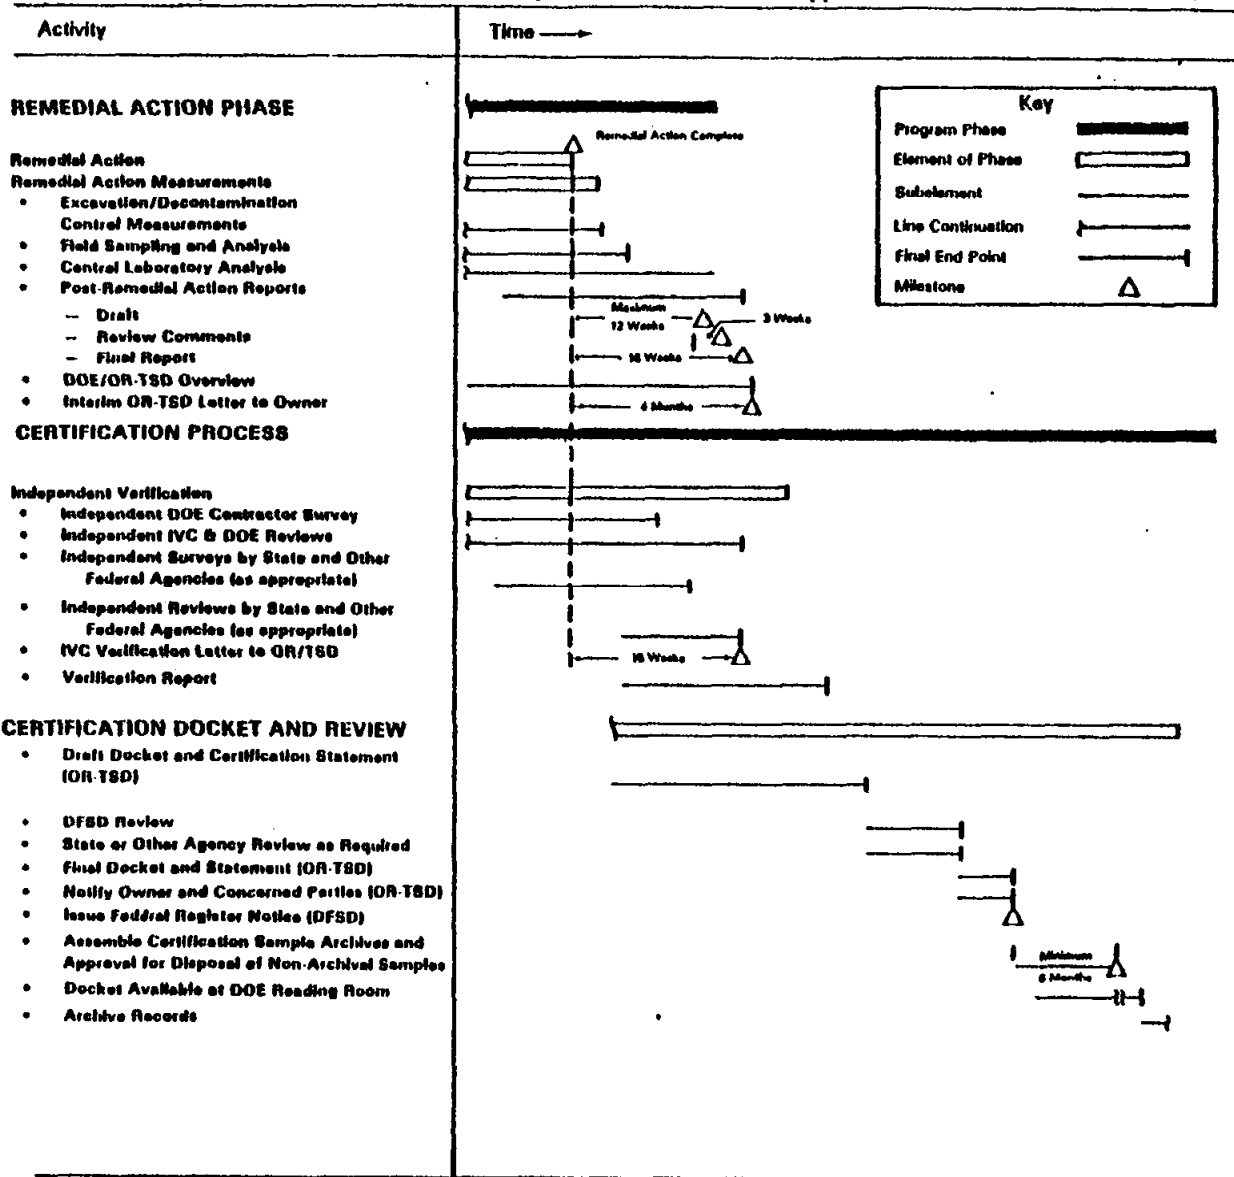 Activity
Time
REMEDIAL ACTION PHASE
Remedial Action Complete
Remedial Action
Remedial Action Measurements
• Excavation/Decontamination
Control Measurements
• Field Sampling and Analysis
• Central Laboratory Analysis
• Post-Remedial Action Reports
– Draft
Maximum
12 Weeks
3 Weeks
– Review Comments
– Final Report
16 Weeks
• DOE/OR-TSD Overview
• Interim OR-TSD Letter to Owner
Months
Key
Program Phase
Element of Phase
Subelement
Line Continuation
Final End Point
Milestone
CERTIFICATION PROCESS
Independent Verification
• Independent DOE Contractor Survey
• Independent IVC & DOE Reviews
• Independent Surveys by State and Other
Federal Agencies (as appropriate)
• Independent Reviews by State and Other
Federal Agencies (as appropriate)
• IVC Verification Letter to OR/TSD
16 Weeks
• Verification Report
CERTIFICATION DOCKET AND REVIEW
• Draft Docket and Certification Statement
(OR-TSD)
• DFSD Review
• State or Other Agency Review as Required
• Final Docket and Statement (OR-TSD)
• Notify Owner and Concerned Parties (OR-TSD)
• Issue Federal Register Notice (DFSD)
• Assemble Certification Sample Archives and
Approval for Disposal of Non-Archival Samples
Minimum
6 Months
• Docket Available at DOE Reading Room
• Archive Records